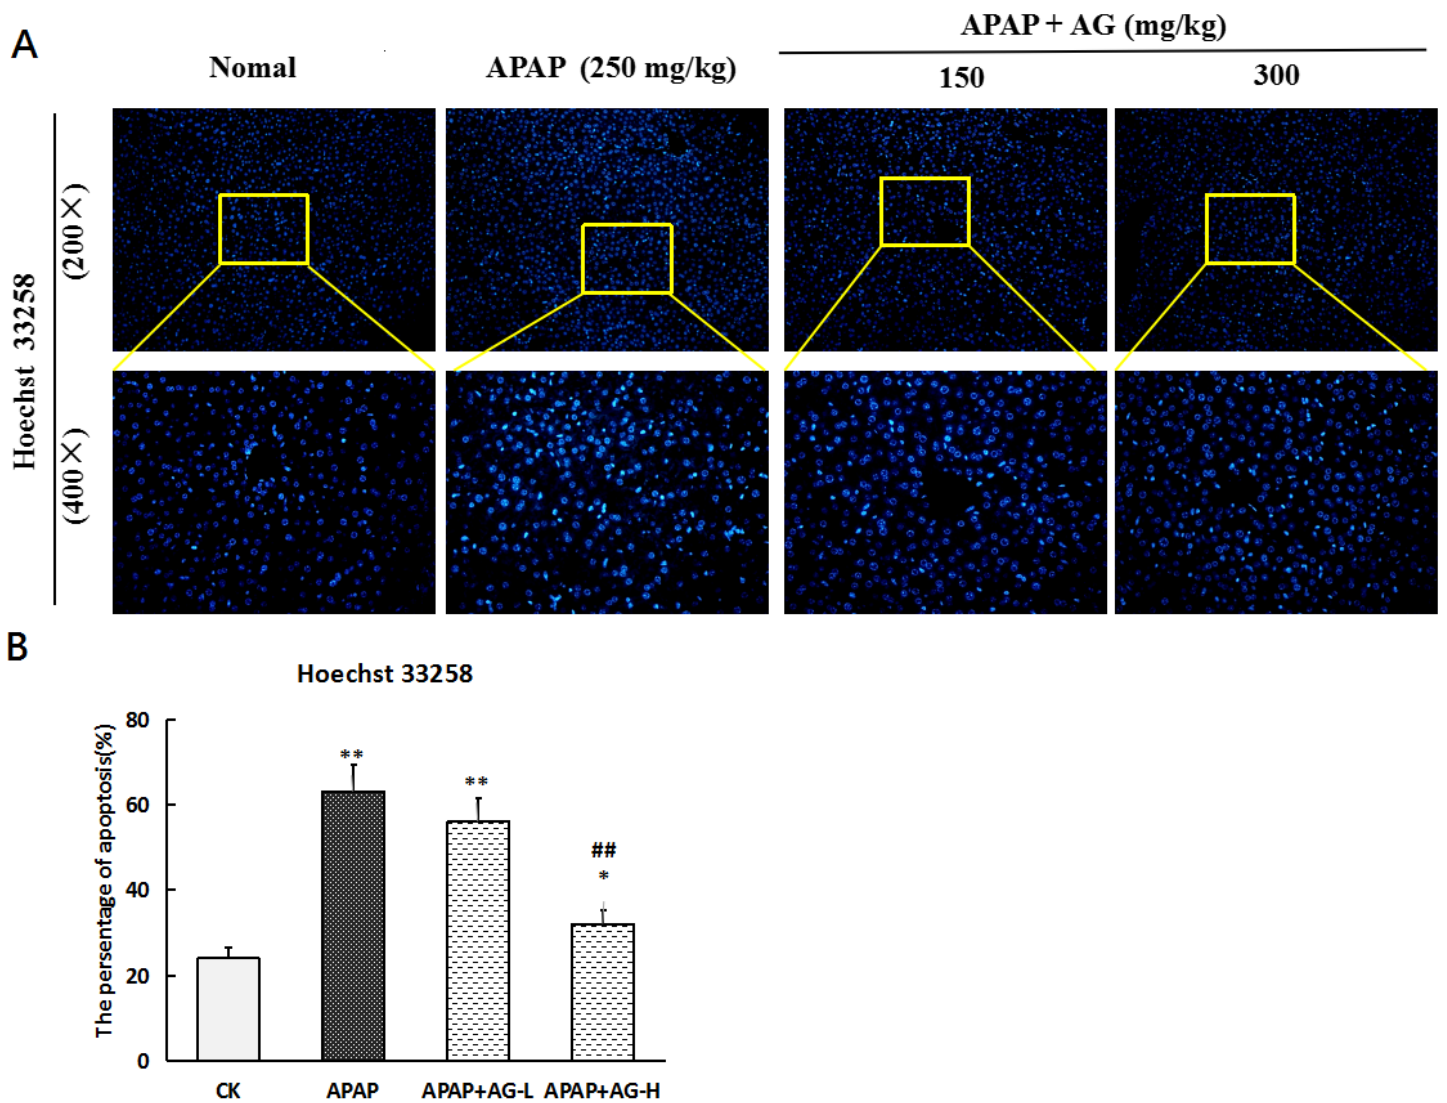 A
APAP + AG (mg/kg)
Nomal
APAP (250 mg/kg)
150
300
Hoechst 33258
(200×)
(400×)
B
Hoechst 33258
The persentage of apoptosis(%)
80
60
40
20
0
**
**
##
*
CK
APAP
APAP+AG-L
APAP+AG-H